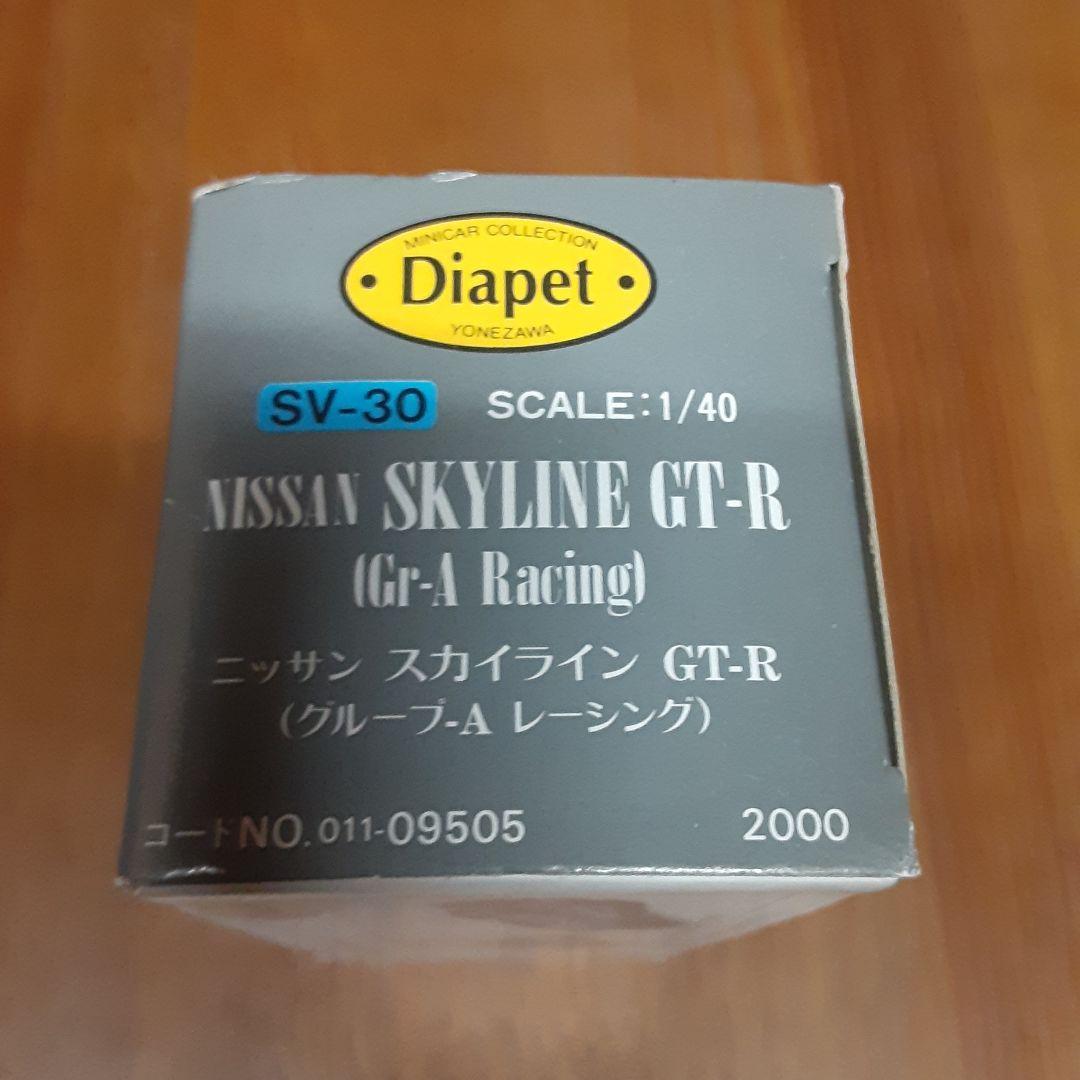 MINICAR COLLECTION
• Diapet •
YONEZAWA
SV-30 SCALE:1/40
NISSAN SKYLINE GT-R
(Gr-A Racing)
ニッサン スカイライン GT-R
(グループ-A レーシング)
コードNO. 011-09505 2000